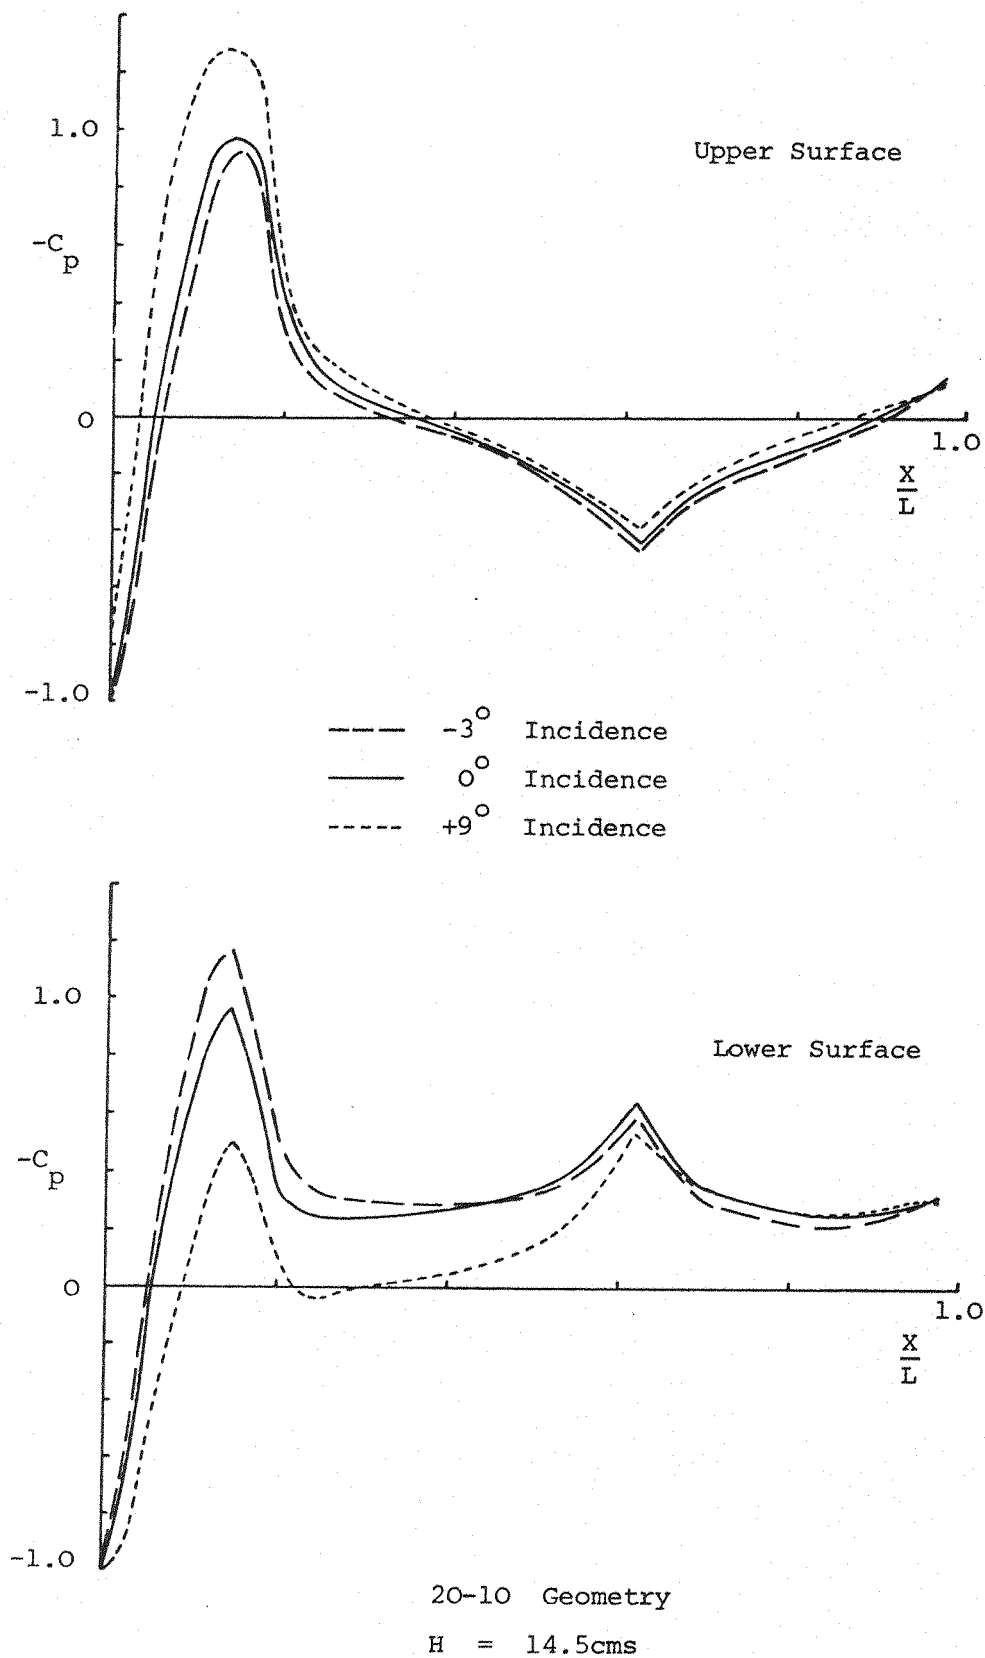 1.0
Upper Surface
-Cp
0
1.0
X
L
-1.0
-3° Incidence
0° Incidence
+9° Incidence
1.0
Lower Surface
-Cp
0
1.0
X
L
-1.0
20-10 Geometry
H = 14.5cms